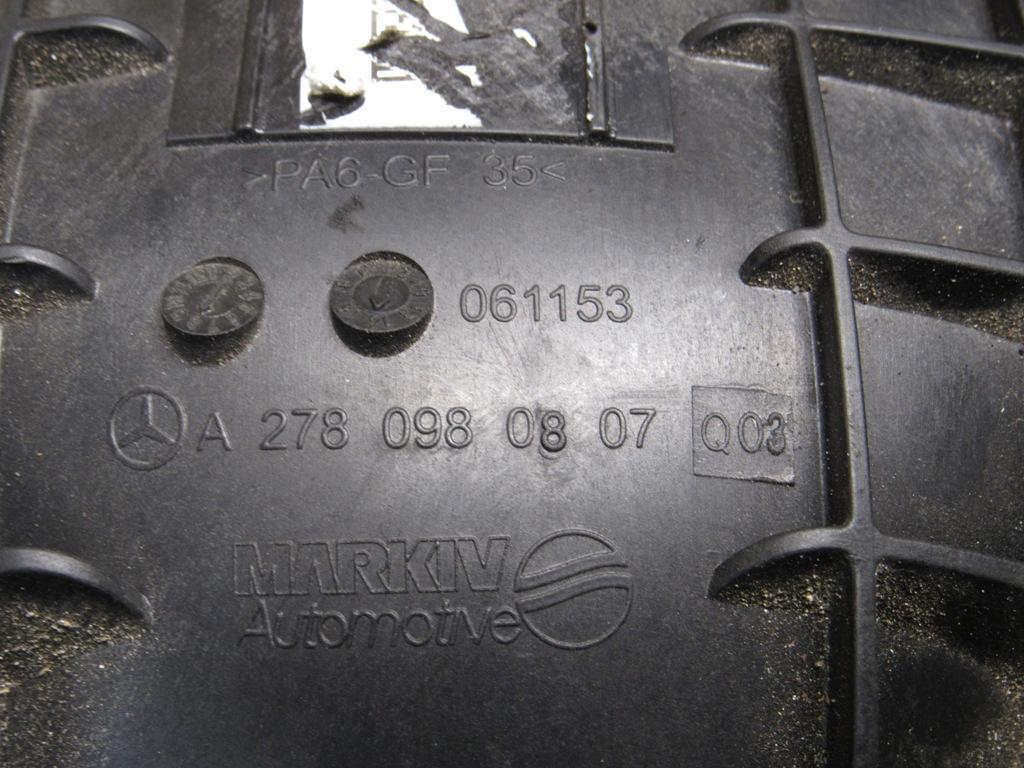 >PA6-GF 35<
061153
A 278 098 08 07 Q03
MARKIV
Automotive